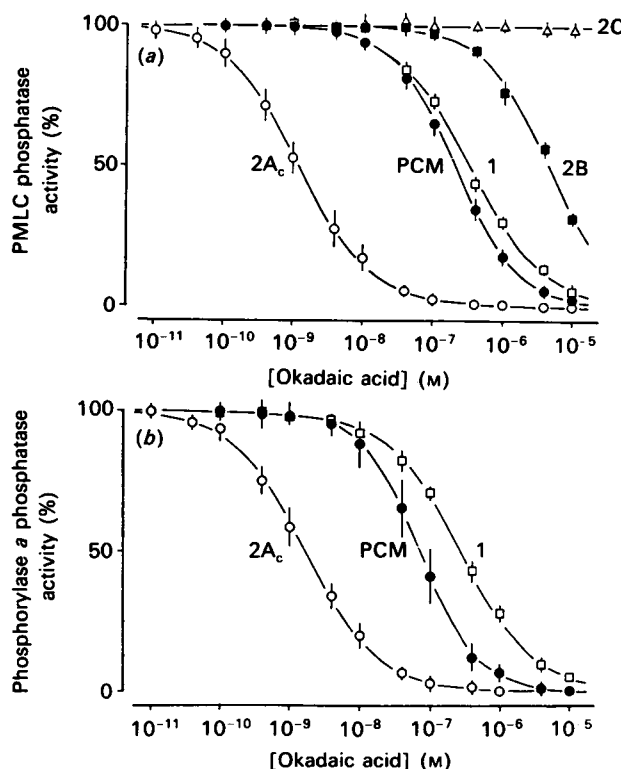 PMLC phosphatase
activity (%)
100
50
0
(a)
2C
2A_c
PCM
1
2B
10⁻¹¹ 10⁻¹⁰ 10⁻⁹ 10⁻⁸ 10⁻⁷ 10⁻⁶ 10⁻⁵
[Okadaic acid] (M)
Phosphorylase a phosphatase
activity (%)
100
50
0
(b)
2A_c
PCM
1
10⁻¹¹ 10⁻¹⁰ 10⁻⁹ 10⁻⁸ 10⁻⁷ 10⁻⁶ 10⁻⁵
[Okadaic acid] (M)